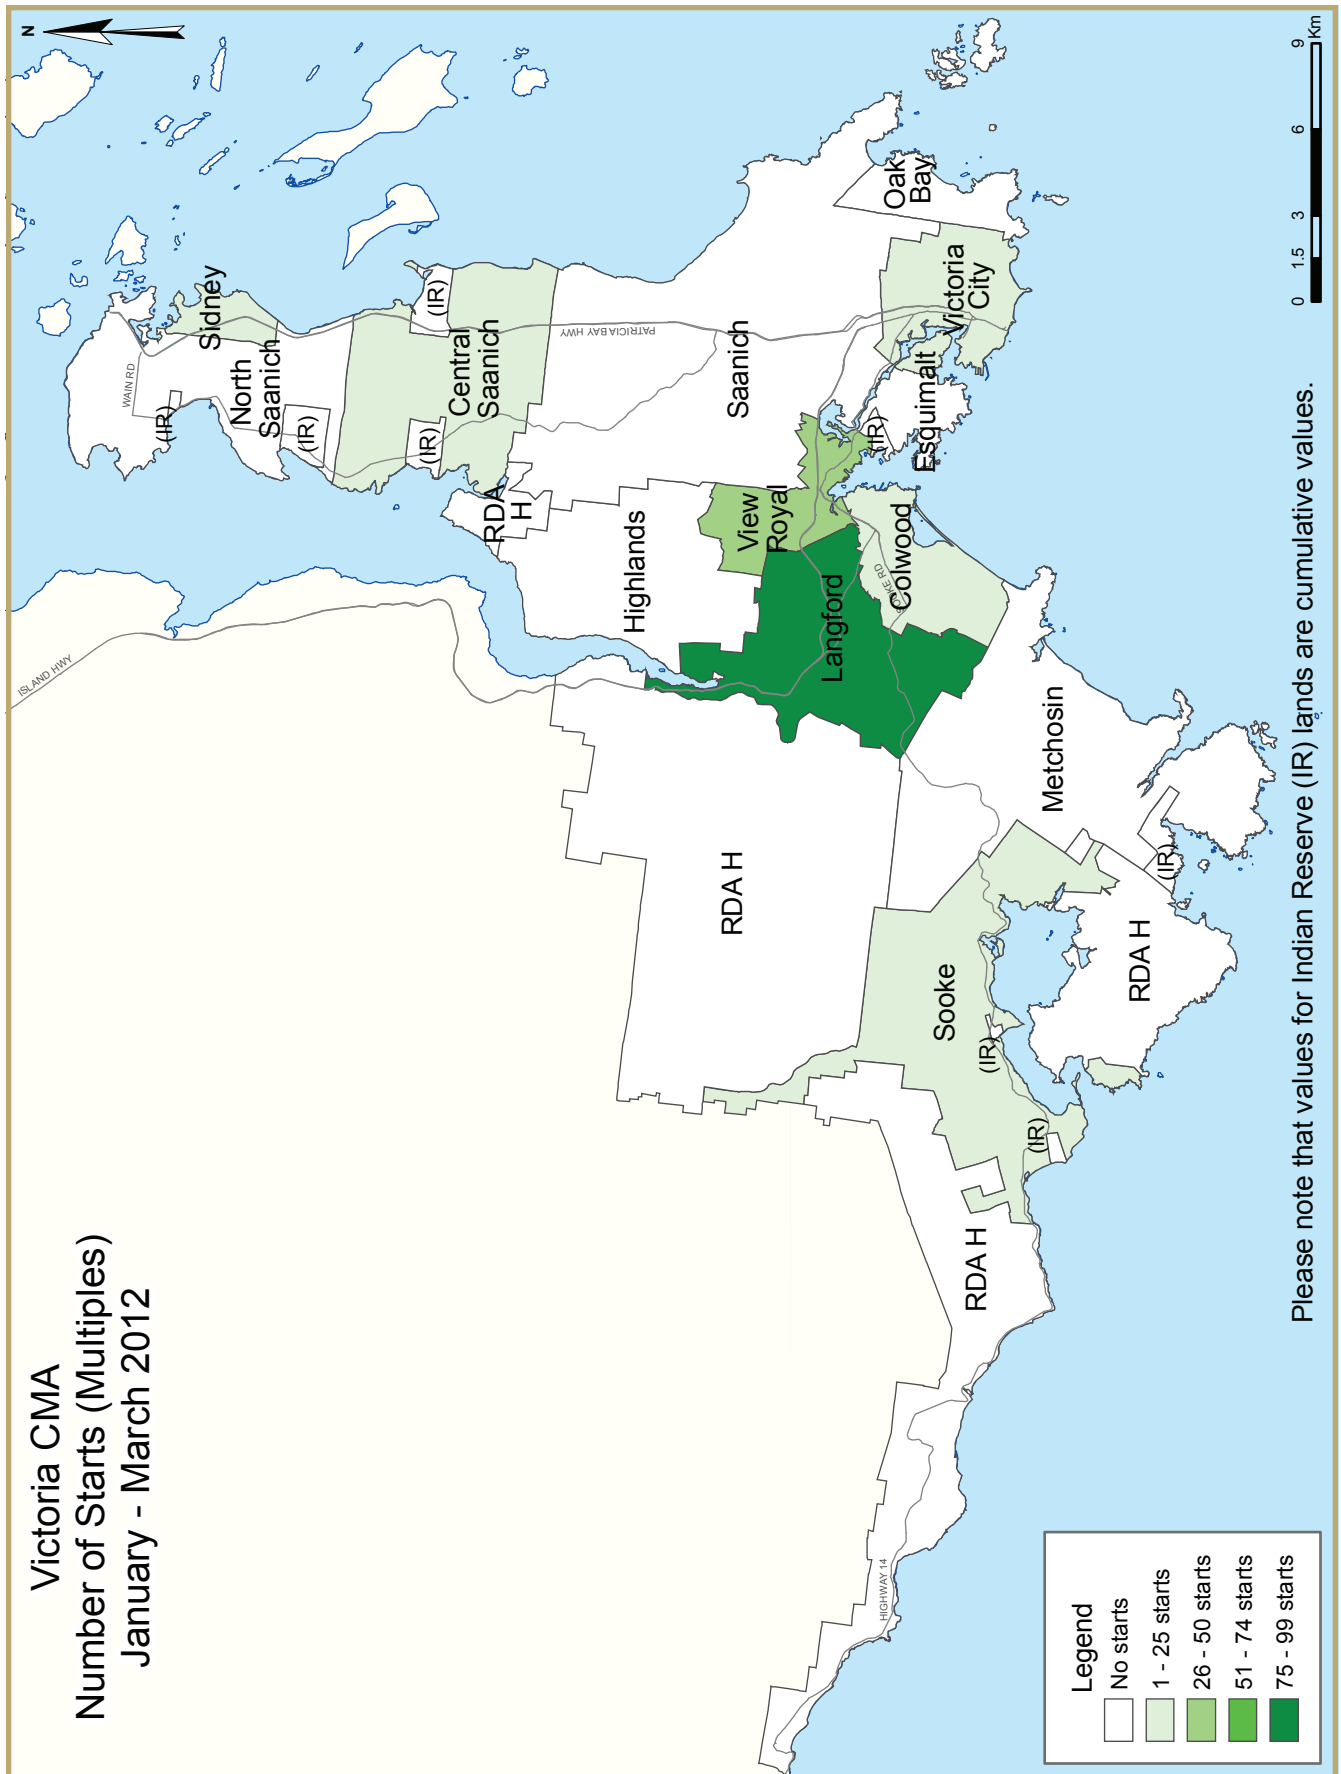 Victoria CMA
Number of Starts (Multiples)
January - March 2012
N
ISLAND HWY
WAIN RD
Sidney
North
Saanich
(IR)
(IR)
(IR)
(IR)
Central
Saanich
PATRICIA BAY HWY
RDA
H
Saanich
Highlands
View
Royal
Oak
Bay
Victoria
City
Esquimalt
(IR)
Colwood
Langford
Metchosin
(IR)
RDA H
RDA H
Sooke
(IR)
(IR)
RDA H
HIGHWAY 14
Legend
No starts
1 - 25 starts
26 - 50 starts
51 - 74 starts
75 - 99 starts
0 1.5 3 6 9
Km
Please note that values for Indian Reserve (IR) lands are cumulative values.